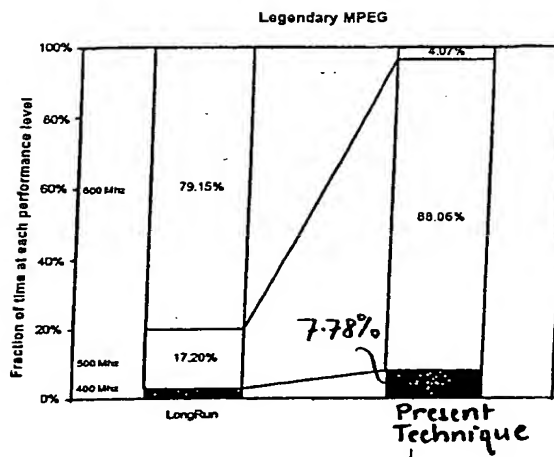 Legendary MPEG
Fraction of time at each performance level
100%
80%
60%
40%
20%
0%
600 Mhz
500 Mhz
400 Mhz
79.15%
17.20%
4.07%
88.06%
7.78%
LongRun
Present
Technique